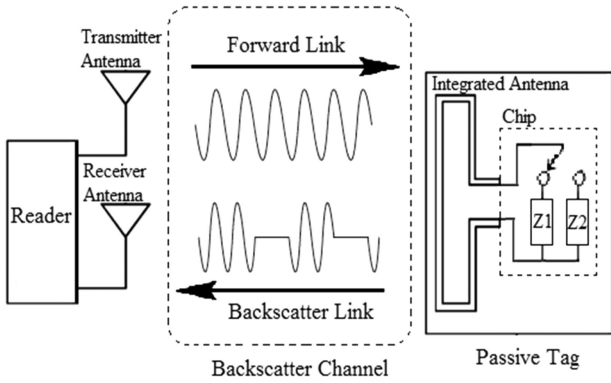 Transmitter
Antenna
Forward Link
Integrated Antenna
Chip
Receiver
Antenna
Reader
Z1
Z2
Backscatter Link
Backscatter Channel
Passive Tag